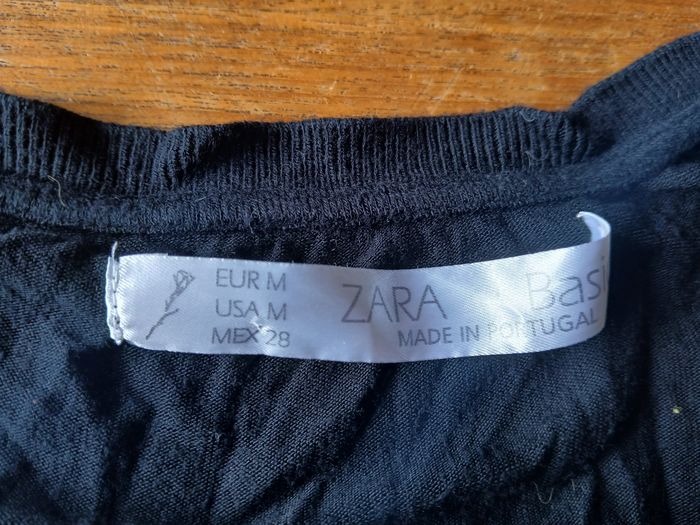 EUR M
USA M
MEX 28
ZARA Basi
MADE IN PORTUGAL